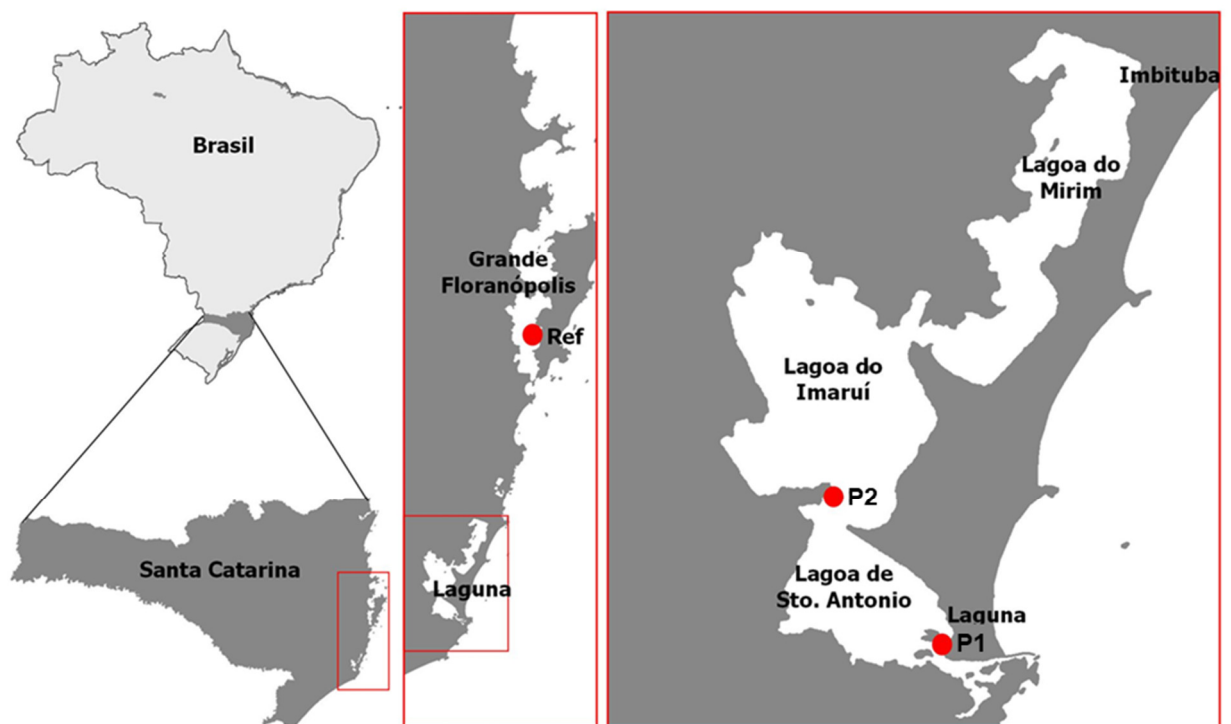 Brasil
Santa Catarina
Grande
Floranópolis
Ref
Laguna
Imbituba
Lagoa do
Mirim
Lagoa do
Imaruí
P2
Lagoa de
Sto. Antonio
Laguna
P1